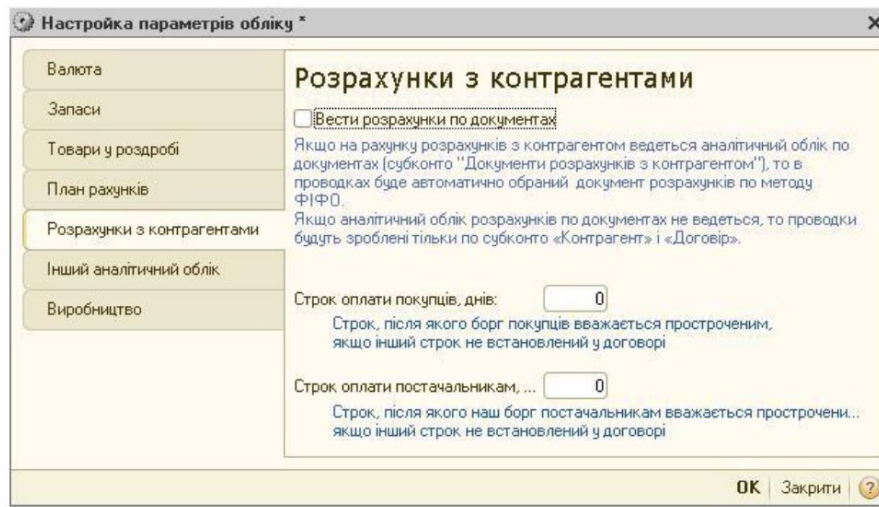 Настройка параметрів обліку *
Валюта
Запаси
Товари у роздробі
План рахунків
Розрахунки з контрагентами
Інший аналітичний облік
Виробництво
Розрахунки з контрагентами
Вести розрахунки по документах
Якщо на рахунку розрахунків з контрагентом ведеться аналітичний облік по
документах (субконто "Документи розрахунків з контрагентом"), то в
проводках буде автоматично обраний документ розрахунків по методу
ФІФО.
Якщо аналітичний облік розрахунків по документах не ведеться, то проводки
будуть зроблені тільки по субконто «Контрагент» і «Договір».
Строк оплати покупців, днів: 0
Строк, після якого борг покупців вважається простроченим,
якщо інший строк не встановлений у договорі
Строк оплати постачальникам, ... 0
Строк, після якого наш борг постачальникам вважається прострочени...
якщо інший строк не встановлений у договорі
OK Закрити ?